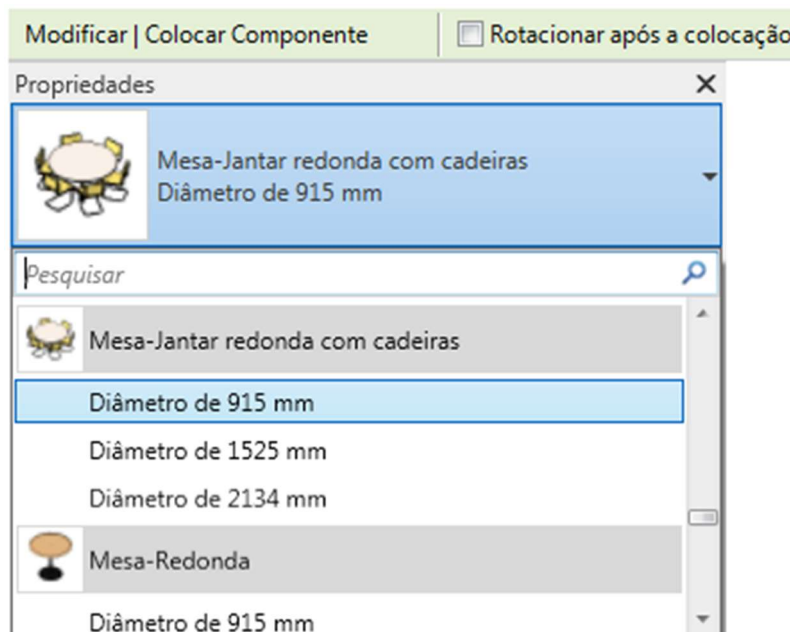 Modificar | Colocar Componente
Rotacionar após a colocação
Propriedades
Mesa-Jantar redonda com cadeiras
Diâmetro de 915 mm
Pesquisar
Mesa-Jantar redonda com cadeiras
Diâmetro de 915 mm
Diâmetro de 1525 mm
Diâmetro de 2134 mm
Mesa-Redonda
Diâmetro de 915 mm